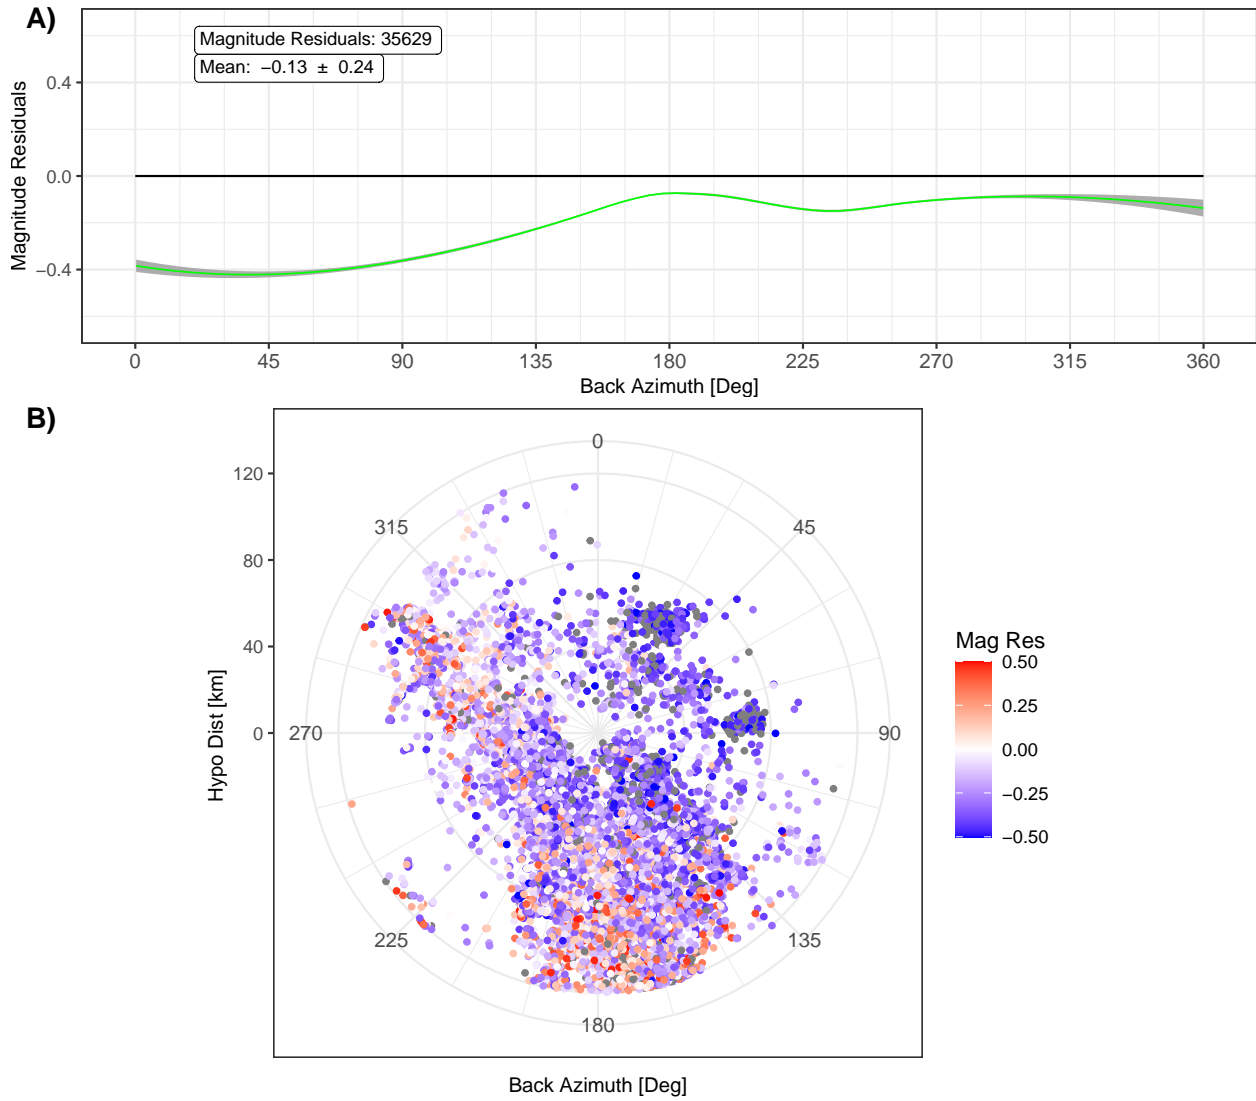 A)
Magnitude Residuals: 35629
Mean:  −0.13  ±  0.24
Magnitude Residuals
0.4
0.0
−0.4
0 45 90 135 180 225 270 315 360
Back Azimuth [Deg]
B)
Hypo Dist [km]
120
80
40
0
0
45
90
135
180
225
270
315
Back Azimuth [Deg]
Mag Res
0.50
0.25
0.00
−0.25
−0.50